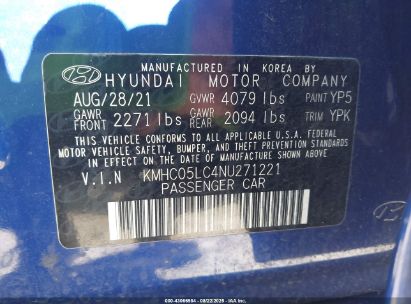 MANUFACTURED IN KOREA BY
HYUNDAI MOTOR COMPANY
AUG/28/21 GVWR 4079 lbs PAINT YP5
GAWR FRONT 2271 lbs GAWR REAR 2094 lbs TRIM YPK
THIS VEHICLE CONFORMS TO ALL APPLICABLE U.S.A. FEDERAL
MOTOR VEHICLE SAFETY, BUMPER, AND THEFT PREVENTION STANDARDS
IN EFFECT ON THE DATE OF MANUFACTURE SHOWN ABOVE.
V.I.N KMHC05LC4NU271221
PASSENGER CAR